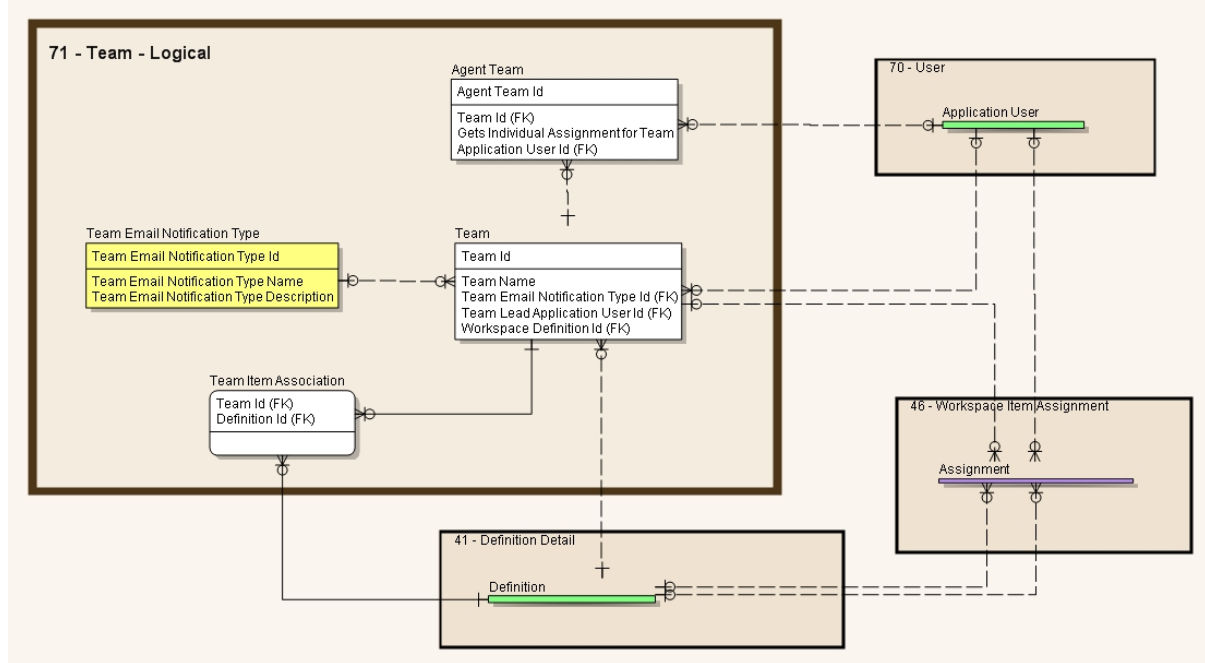 71 - Team - Logical
Agent Team
Agent Team Id
Team Id (FK)
Gets Individual Assignment for Team
Application User Id (FK)
70 - User
Application User
Team Email Notification Type
Team Email Notification Type Id
Team Email Notification Type Name
Team Email Notification Type Description
Team
Team Id
Team Name
Team Email Notification Type Id (FK)
Team Lead Application User Id (FK)
Workspace Definition Id (FK)
Team Item Association
Team Id (FK)
Definition Id (FK)
46 - Workspace Item Assignment
Assignment
41 - Definition Detail
Definition